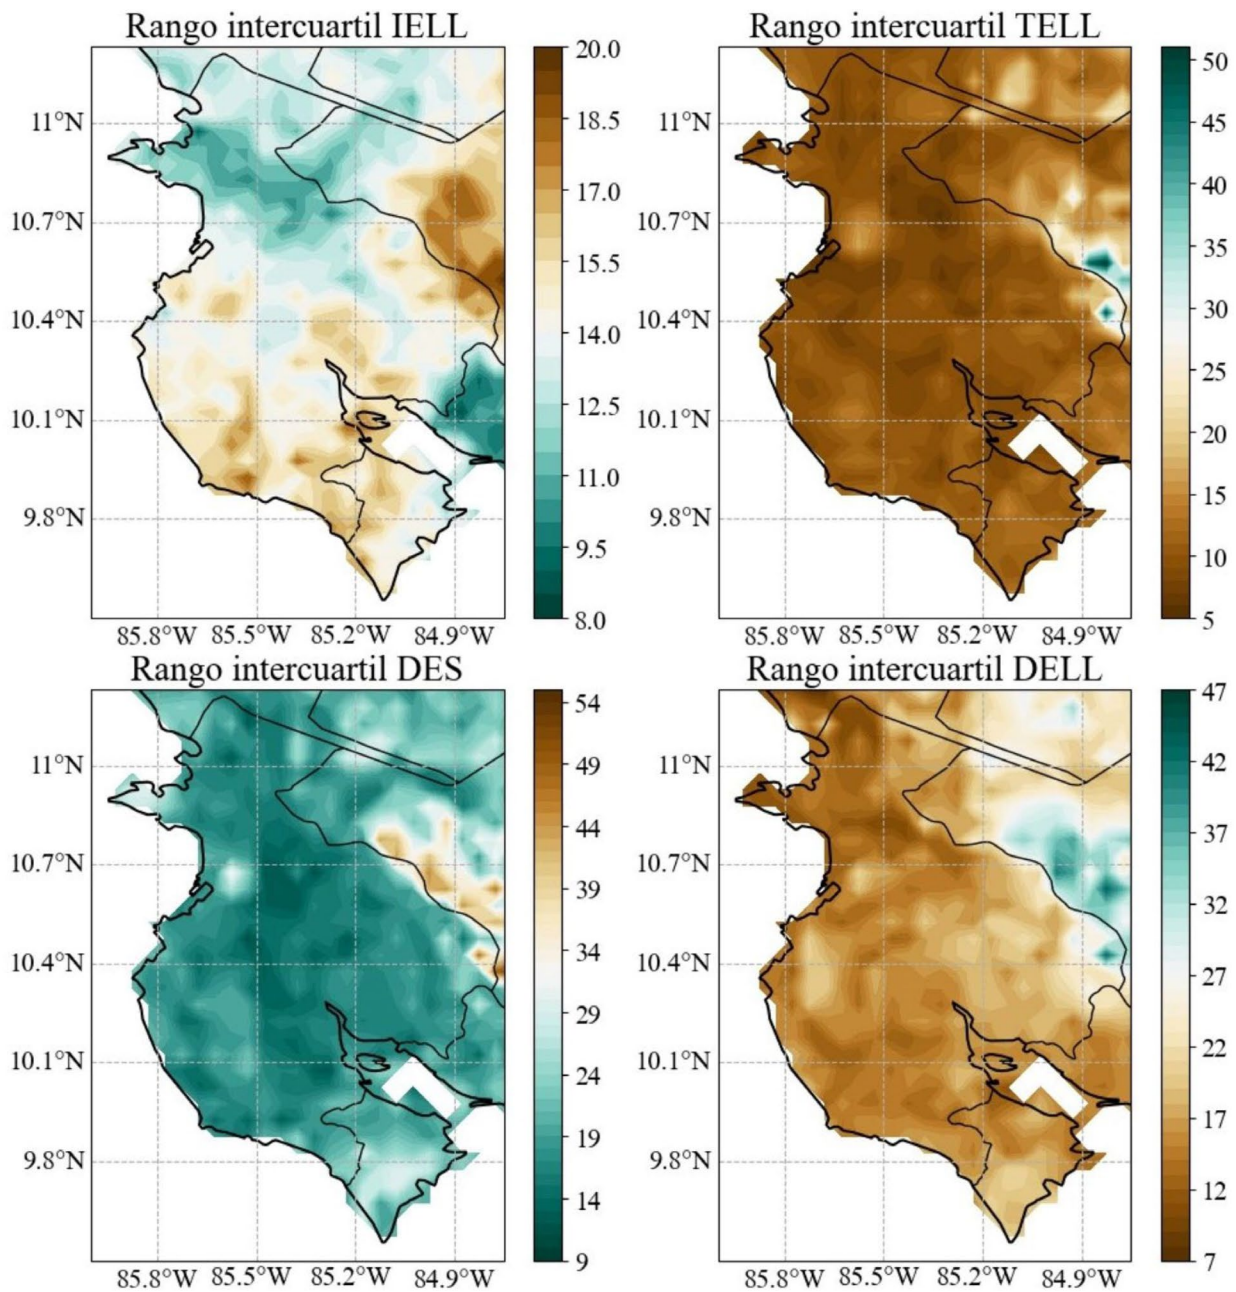 Rango intercuartil IELL
11°N
10.7°N
10.4°N
10.1°N
9.8°N
85.8°W 85.5°W 85.2°W 84.9°W
20.0
18.5
17.0
15.5
14.0
12.5
11.0
9.5
8.0
Rango intercuartil TELL
11°N
10.7°N
10.4°N
10.1°N
9.8°N
85.8°W 85.5°W 85.2°W 84.9°W
50
45
40
35
30
25
20
15
10
5
Rango intercuartil DES
11°N
10.7°N
10.4°N
10.1°N
9.8°N
85.8°W 85.5°W 85.2°W 84.9°W
54
49
44
39
34
29
24
19
14
9
Rango intercuartil DELL
11°N
10.7°N
10.4°N
10.1°N
9.8°N
85.8°W 85.5°W 85.2°W 84.9°W
47
42
37
32
27
22
17
12
7